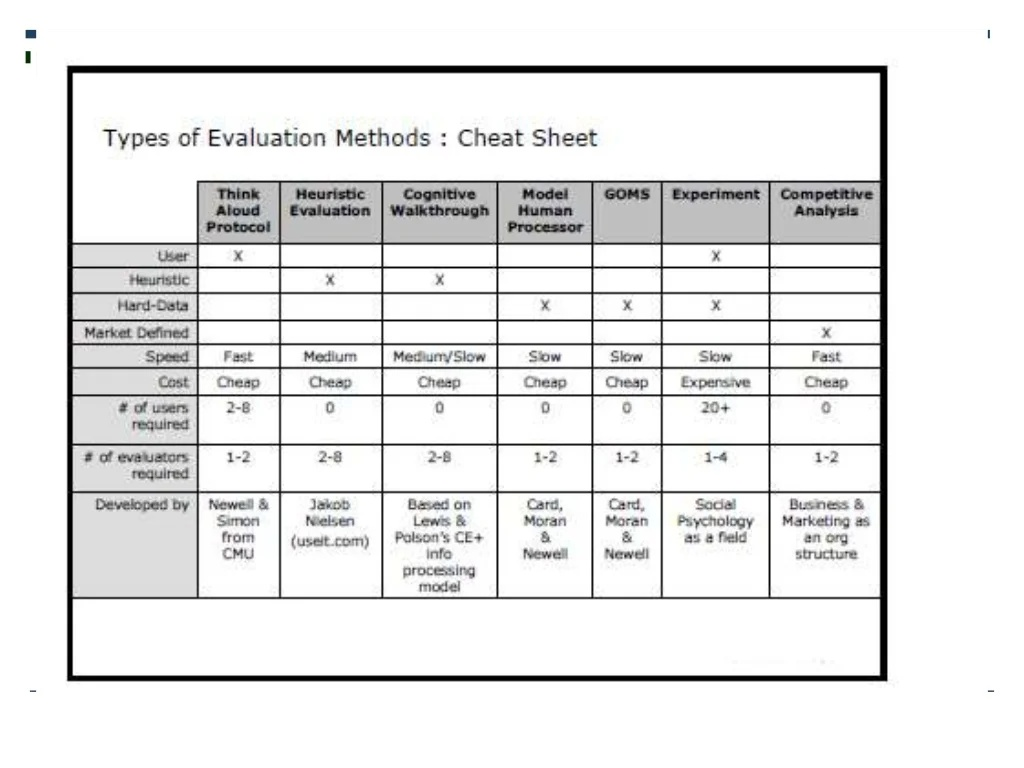 Types of Evaluation Methods : Cheat Sheet
Think Aloud Protocol	Heuristic Evaluation	Cognitive Walkthrough	Model Human Processor	GOMS	Experiment	Competitive Analysis
User	X					X
Heuristic		X	X
Hard-Data				X	X	X
Market Defined							X
Speed	Fast	Medium	Medium/Slow	Slow	Slow	Slow	Fast
Cost	Cheap	Cheap	Cheap	Cheap	Cheap	Expensive	Cheap
# of users required	2-8	0	0	0	0	20+	0
# of evaluators required	1-2	2-8	2-8	1-2	1-2	1-4	1-2
Developed by	Newell & Simon from CMU	Jakob Nielsen (useit.com)	Based on Lewis & Polson's CE+ info processing model	Card, Moran & Newell	Card, Moran & Newell	Social Psychology as a field	Business & Marketing as an org structure